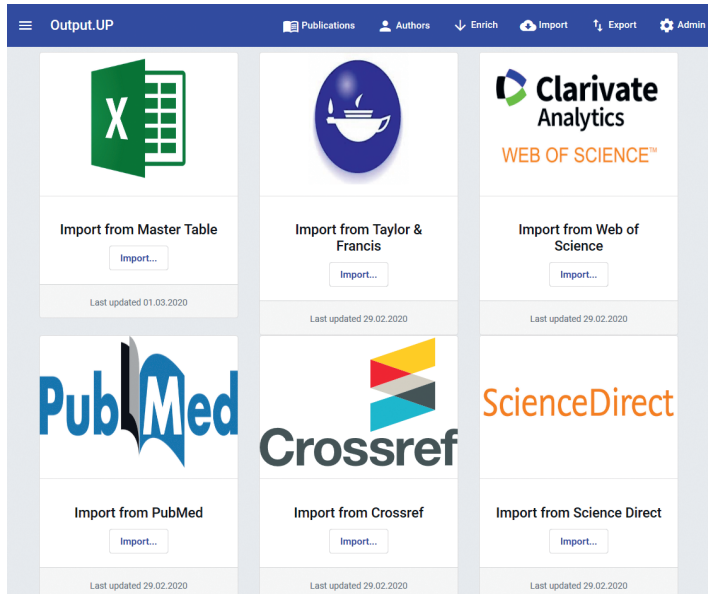 Output.UP
Publications
Authors
Enrich
Import
Export
Admin
X
Clarivate
Analytics
WEB OF SCIENCE™
Import from Master Table
Import...
Last updated 01.03.2020
Import from Taylor &
Francis
Import...
Last updated 29.02.2020
Import from Web of
Science
Import...
Last updated 29.02.2020
PubMed
Import from PubMed
Import...
Last updated 29.02.2020
Crossref
Import from Crossref
Import...
Last updated 29.02.2020
ScienceDirect
Import from Science Direct
Import...
Last updated 29.02.2020